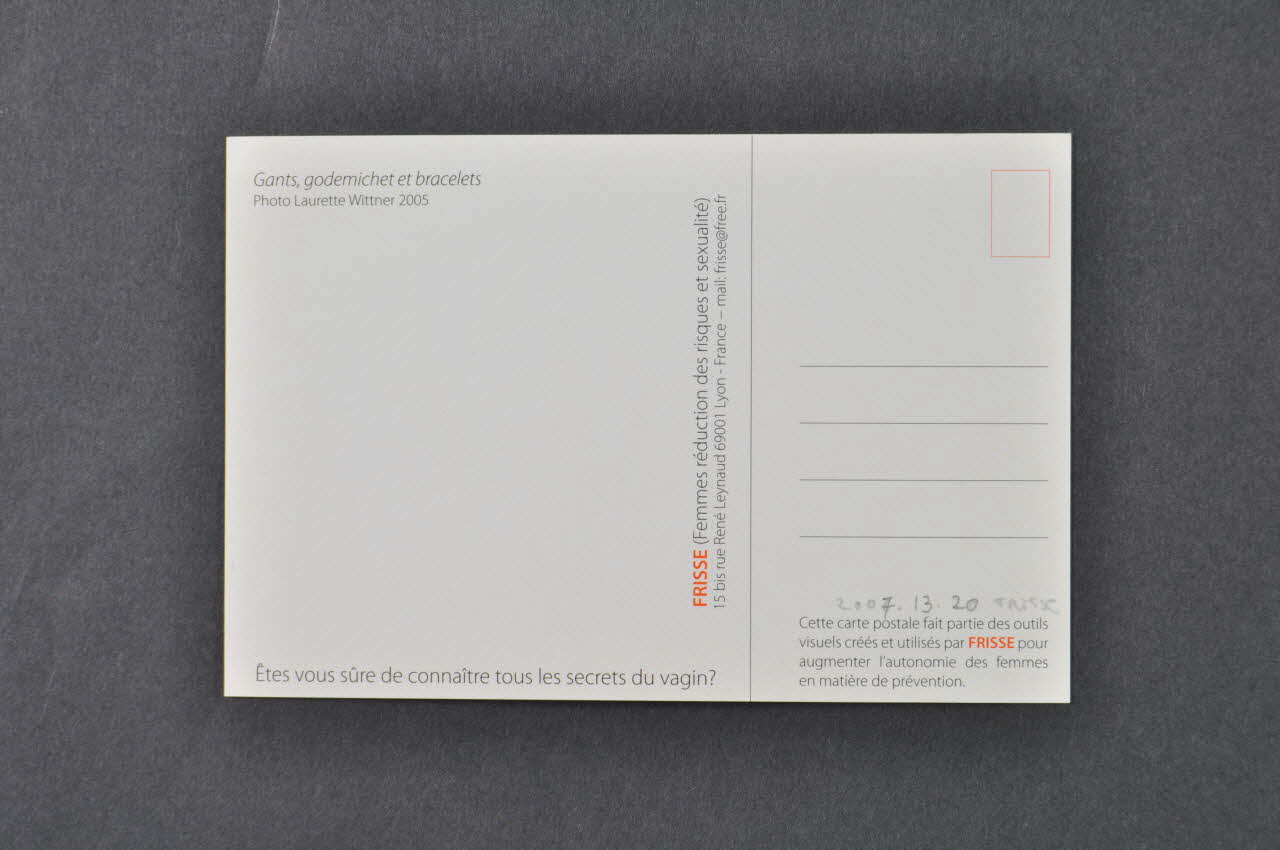 Gants, godemichet et bracelets
Photo Laurette Wittner 2005
FRISSE (Femmes réduction des risques et sexualité)
15 bis rue René Leynaud 69001 Lyon - France – mail: frisse@free.fr
Êtes vous sûre de connaître tous les secrets du vagin?
2007. 13. 20 FRISSE
Cette carte postale fait partie des outils
visuels créés et utilisés par FRISSE pour
augmenter l'autonomie des femmes
en matière de prévention.